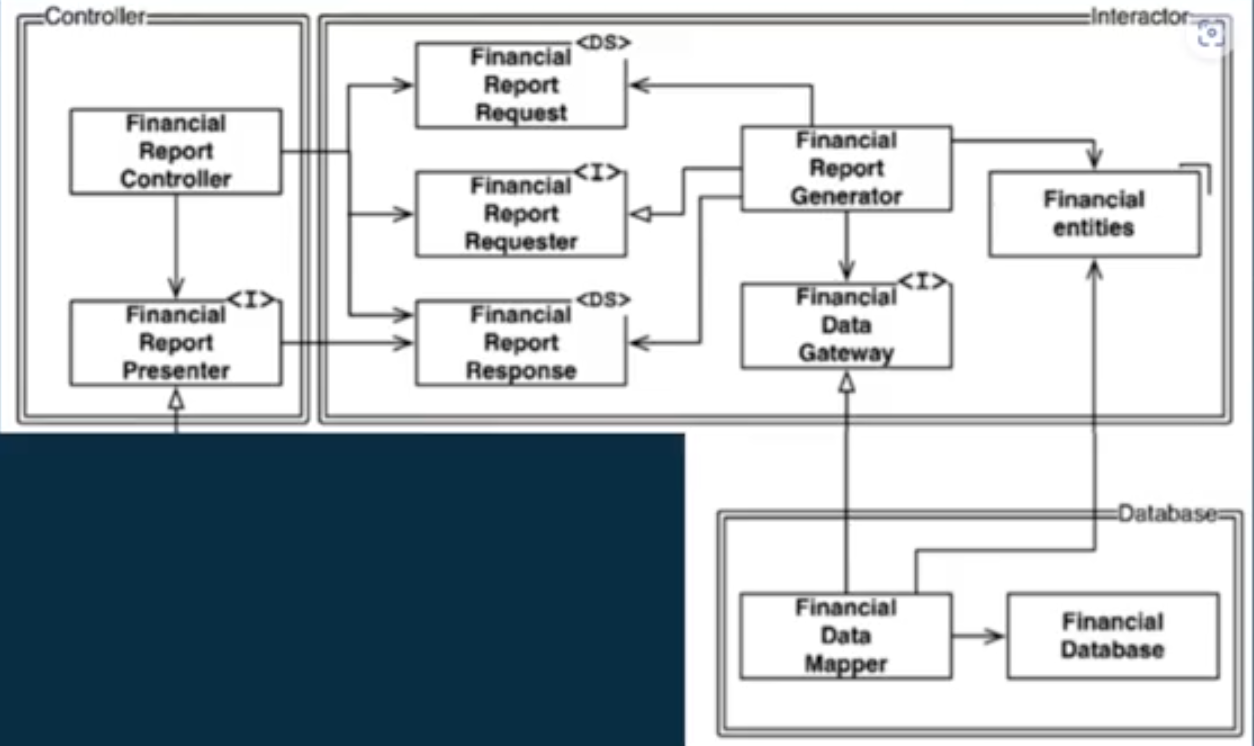 Controller
Interactor
<DS>
Financial
Report
Request
Financial
Report
Controller
Financial
Report
Generator
<I>
Financial
Report
Requester
Financial
entities
<I>
Financial
Report
Presenter
<DS>
Financial
Report
Response
<I>
Financial
Data
Gateway
Database
Financial
Data
Mapper
Financial
Database